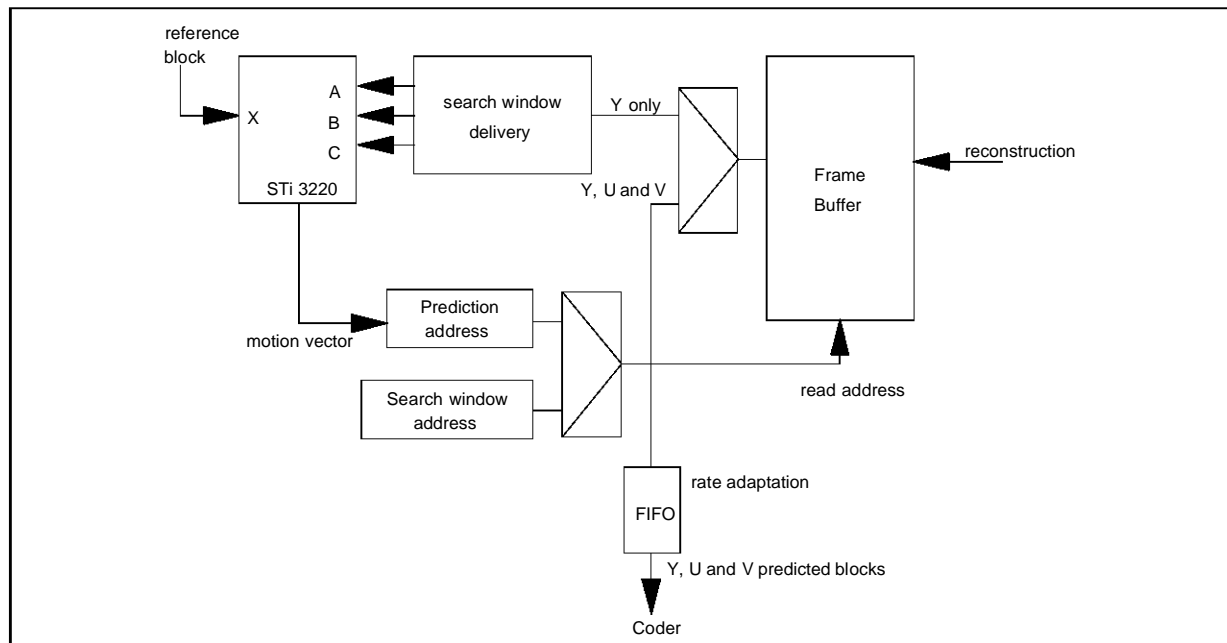 reference
block
X
A
B
C
STi 3220
search window
delivery
Y only
Y, U and V
Frame
Buffer
reconstruction
motion vector
Prediction
address
Search window
address
read address
rate adaptation
FIFO
Y, U and V predicted blocks
Coder